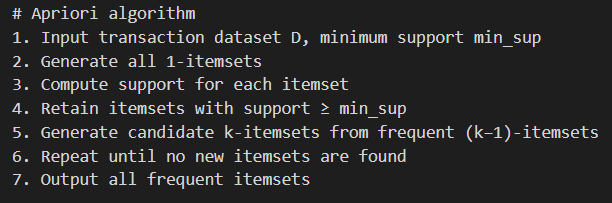 # Apriori algorithm
1. Input transaction dataset D, minimum support min_sup
2. Generate all 1-itemsets
3. Compute support for each itemset
4. Retain itemsets with support ≥ min_sup
5. Generate candidate k-itemsets from frequent (k–1)-itemsets
6. Repeat until no new itemsets are found
7. Output all frequent itemsets